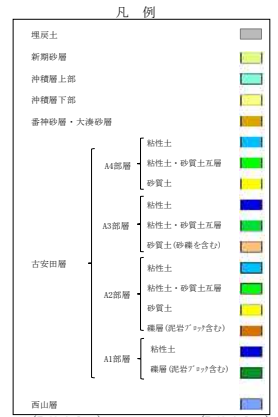 凡 例
埋戻土
新期砂層
沖積層上部
沖積層下部
番神砂層・大湊砂層
古安田層
A4部層
粘性土
粘性土・砂質土互層
砂質土
A3部層
粘性土
粘性土・砂質土互層
砂質土(砂礫を含む)
A2部層
粘性土
粘性土・砂質土互層
砂質土
礫層(泥岩ブロック含む)
A1部層
粘性土
礫層(泥岩ブロック含む)
西山層